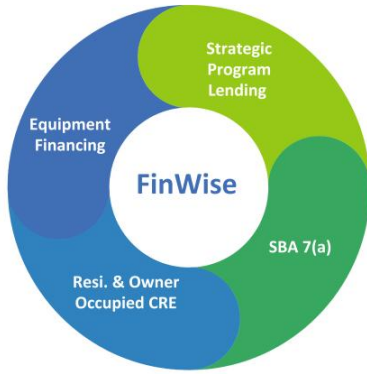 Strategic
Program
Lending
Equipment
Financing
FinWise
SBA 7(a)
Resi. & Owner
Occupied CRE